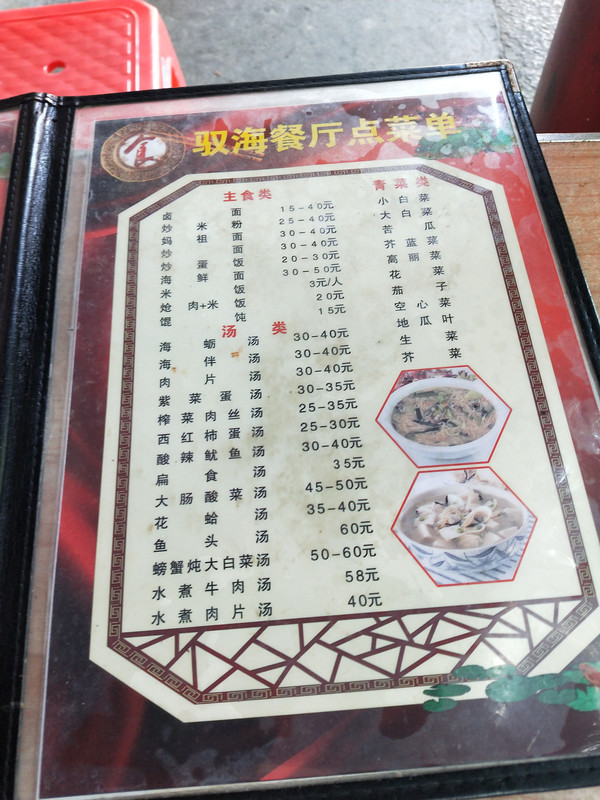 食
驭海餐厅点菜单
主食类
卤面 15-40元
炒米粉 25-40元
妈祖面 30-40元
炒面 30-40元
炒蛋饭 20-30元
海鲜面 30-50元
米饭 3元/人
炝肉+米饭 20元
馄饨 15元
汤类
海蛎汤 30-40元
海伴汤 30-40元
肉片汤 30-40元
紫菜蛋汤 30-35元
榨菜肉丝汤 25-35元
西红柿蛋汤 25-30元
酸辣鱿鱼汤 30-40元
扁食汤 35元
大肠酸菜汤 45-50元
花蛤汤 35-40元
鱼头汤 60元
螃蟹炖大白菜汤 50-60元
水煮牛肉汤 58元
水煮肉片汤 40元
青菜类
小白菜
大白菜
苦瓜
芥蓝菜
高丽菜
花菜
茄子
空心菜
地瓜叶
生菜
芥菜